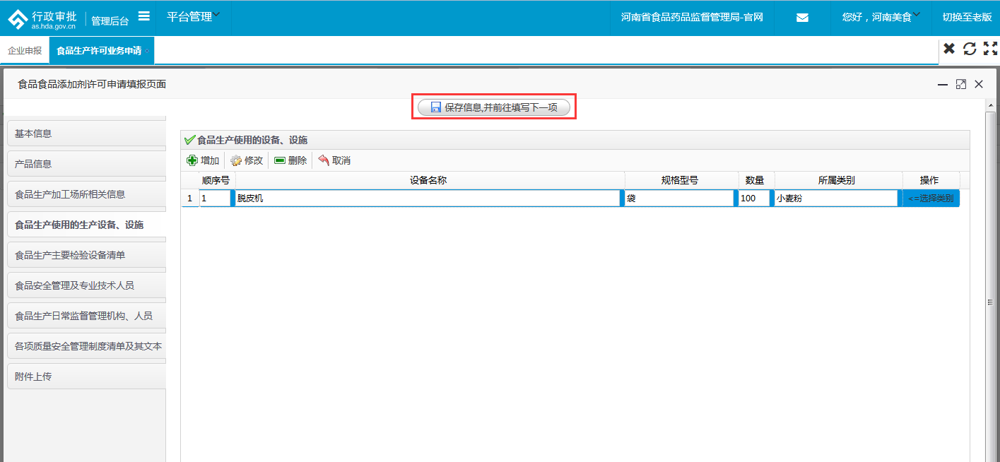 行政审批 管理后台 平台管理 河南省食品药品监督管理局-官网 您好，河南美食 切换至老版
as.hda.gov.cn
企业申报 食品生产许可业务申请
食品食品添加剂许可申请填报页面
保存信息,并前往填写下一项
基本信息
产品信息
食品生产加工场所相关信息
食品生产使用的生产设备、设施
食品生产主要检验设备清单
食品安全管理及专业技术人员
食品生产日常监督管理机构、人员
各项质量安全管理制度清单及其文本
附件上传
食品生产使用的设备、设施
增加 修改 删除 取消
顺序号 设备名称 规格型号 数量 所属类别 操作
1 1 脱皮机 袋 100 小麦粉 <=选择类别